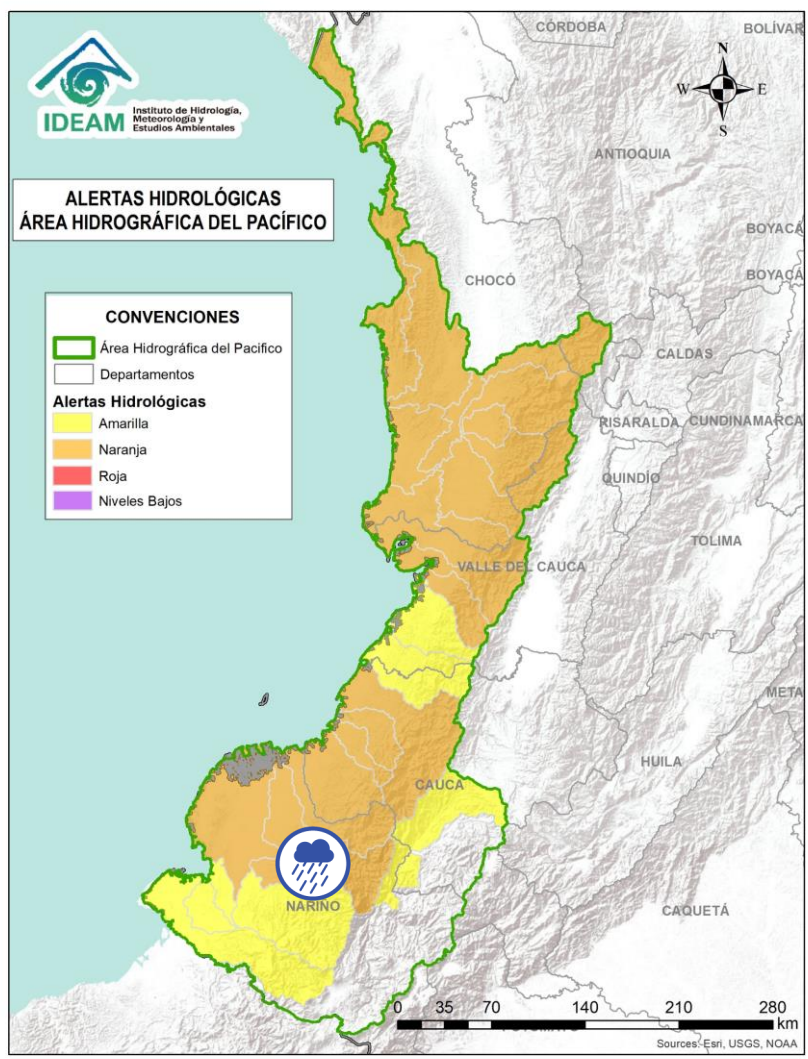 CÓRDOBA
BOLÍVAR
IDEAM
Instituto de Hidrología,
Meteorología y
Estudios Ambientales
N
W E
S
ANTIOQUIA
ALERTAS HIDROLÓGICAS
ÁREA HIDROGRÁFICA DEL PACÍFICO
BOYACÁ
BOYACÁ
CHOCÓ
CONVENCIONES
Área Hidrográfica del Pacifico
Departamentos
Alertas Hidrológicas
Amarilla
Naranja
Roja
Niveles Bajos
CALDAS
RISARALDA
CUNDINAMARCA
QUINDÍO
TOLIMA
VALLE DEL CAUCA
META
HUILA
CAUCA
NARIÑO
CAQUETÁ
0 35 70 140 210 280
km
Sources: Esri, USGS, NOAA